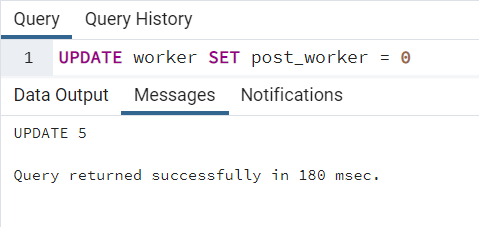 Query Query History
1 UPDATE worker SET post_worker = 0
Data Output Messages Notifications
UPDATE 5
Query returned successfully in 180 msec.